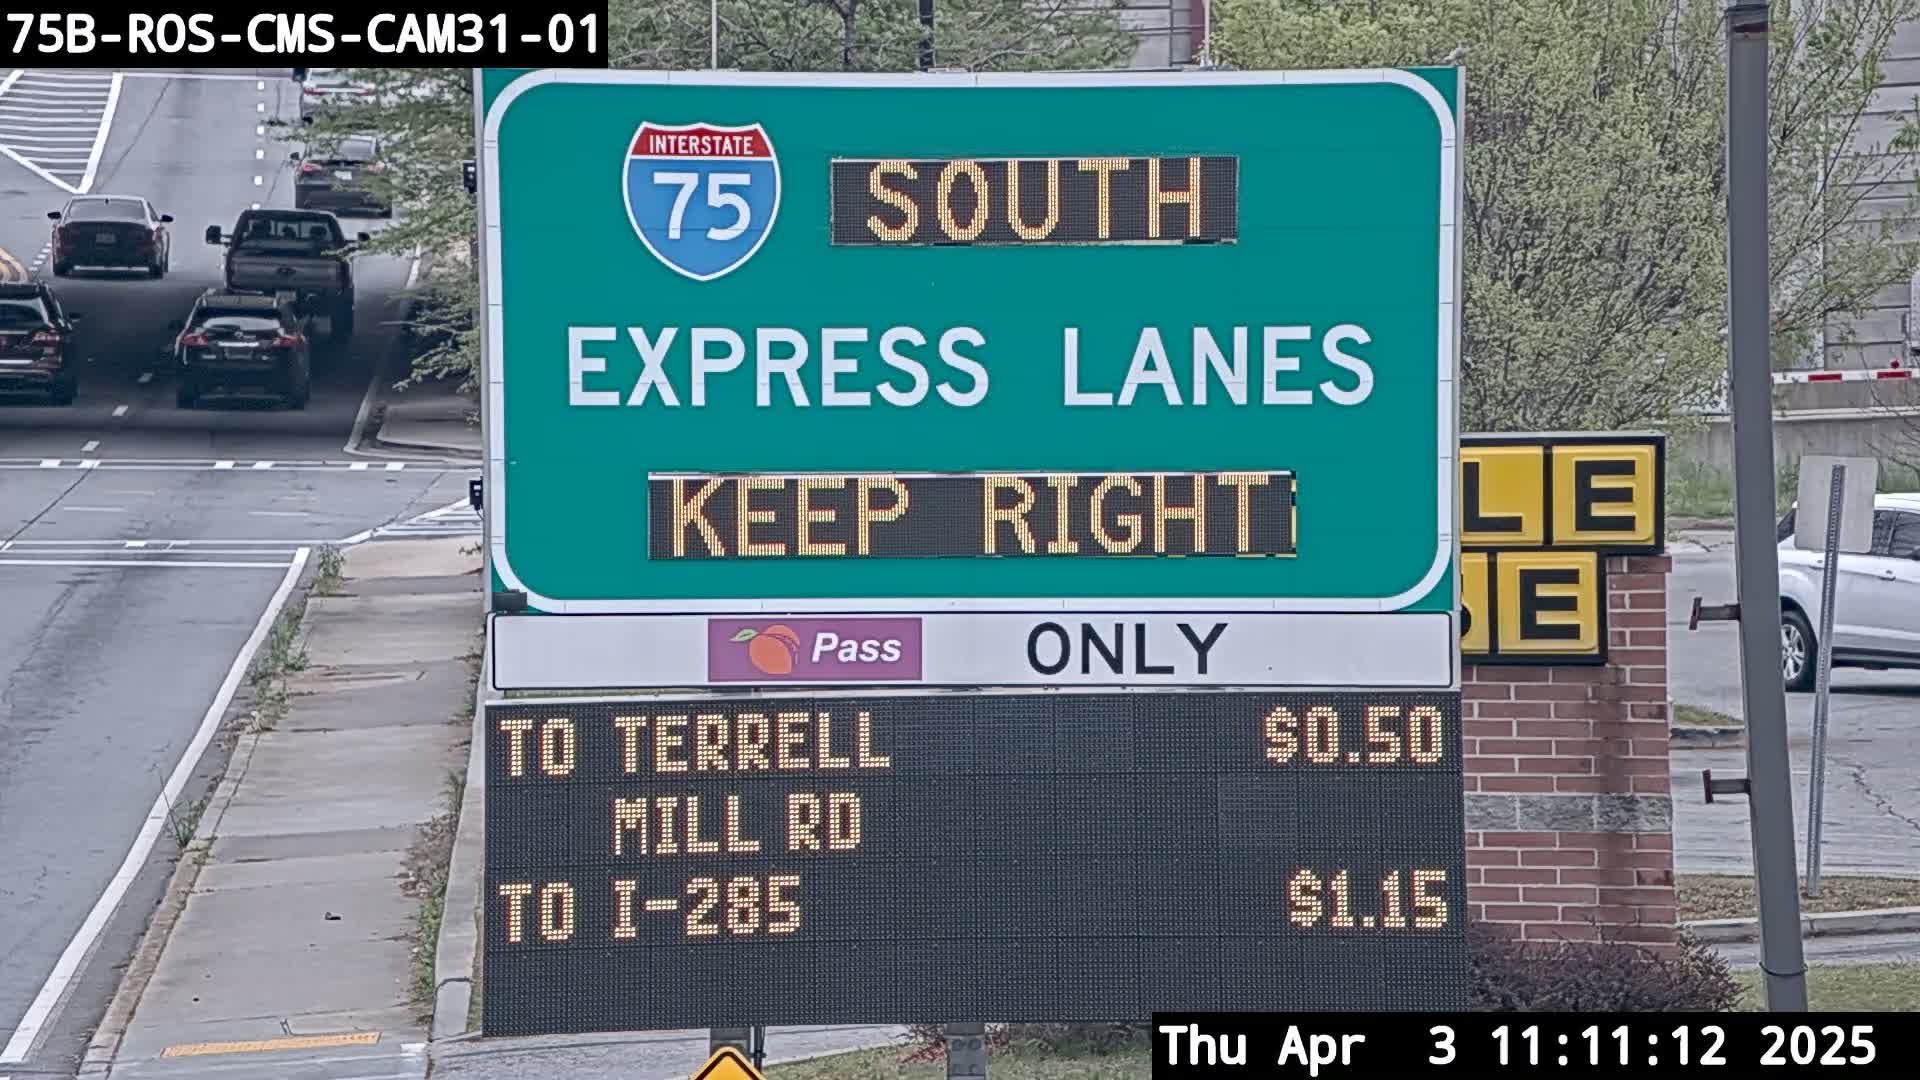 75B-ROS-CMS-CAM31-01
INTERSTATE
75
SOUTH
EXPRESS LANES
KEEP RIGHT
Pass ONLY
TO TERRELL $0.50
MILL RD
TO I-285 $1.15
LE
E
Thu Apr 3 11:11:12 2025